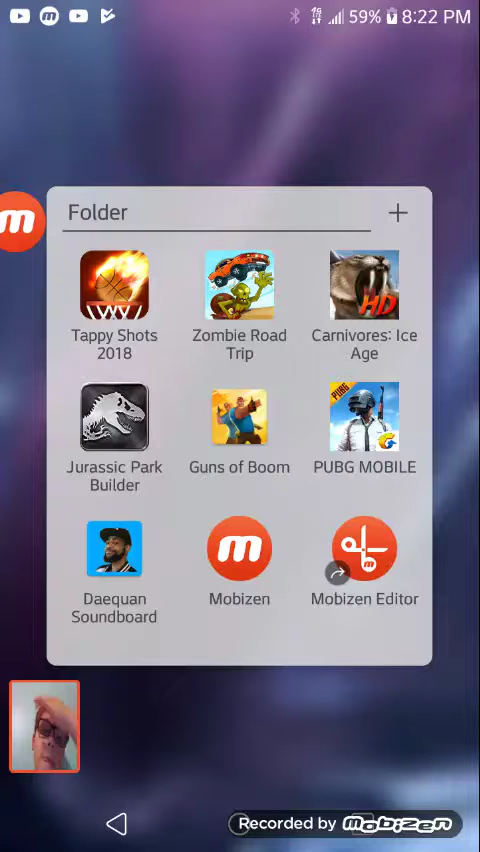 4G 59% 8:22 PM
Folder
HD
PUBG
Tappy Shots
2018
Zombie Road
Trip
Carnivores: Ice
Age
Jurassic Park
Builder
Guns of Boom
PUBG MOBILE
Daequan
Soundboard
Mobizen
Mobizen Editor
Recorded by Mobizen